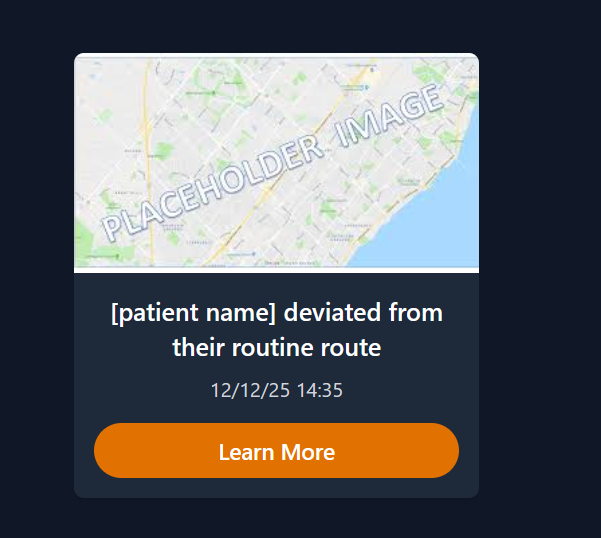 PLACEHOLDER IMAGE
[patient name] deviated from
their routine route
12/12/25 14:35
Learn More